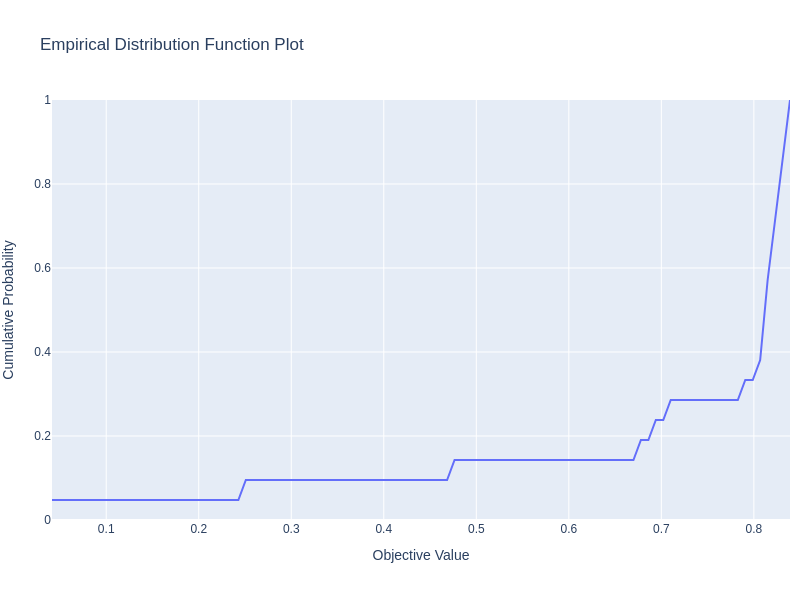 Empirical Distribution Function Plot
1
0.8
0.6
0.4
0.2
0
Cumulative Probability
0.1 0.2 0.3 0.4 0.5 0.6 0.7 0.8
Objective Value